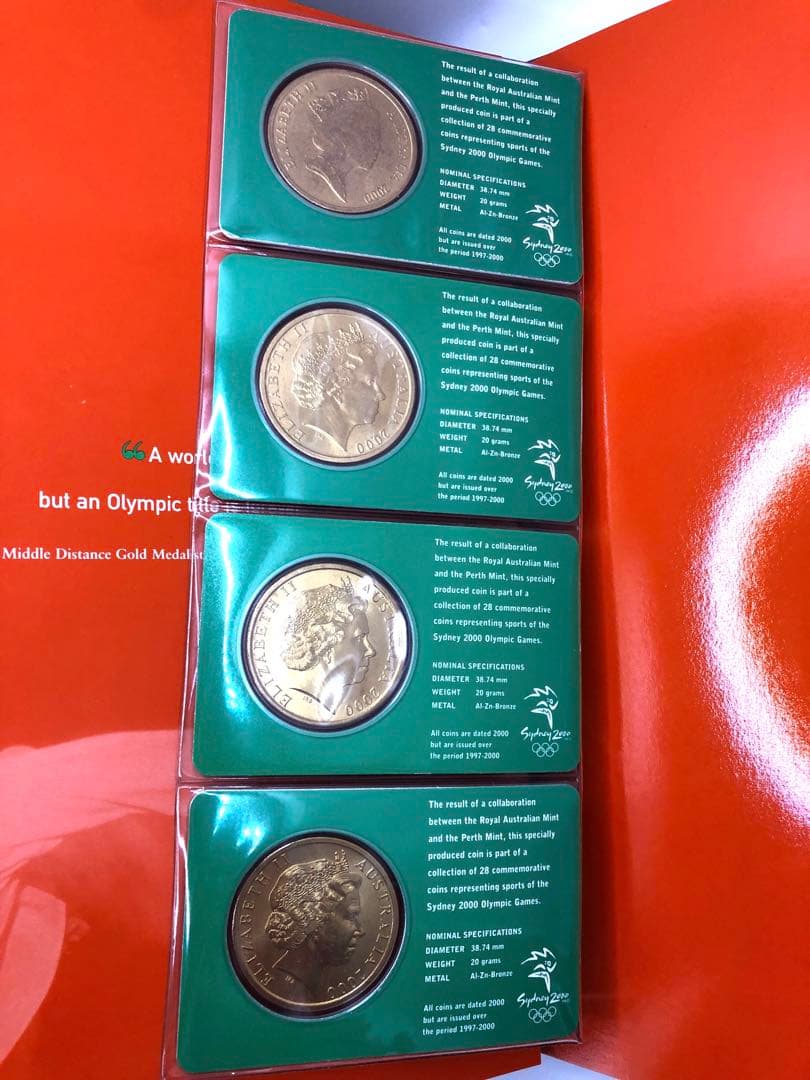 ELIZABETH II AUSTRALIA 2000
The result of a collaboration
between the Royal Australian Mint
and the Perth Mint, this specially
produced coin is part of a
collection of 28 commemorative
coins representing sports of the
Sydney 2000 Olympic Games.
NOMINAL SPECIFICATIONS
DIAMETER 38.74 mm
WEIGHT 20 grams
METAL Al-Zn-Bronze
All coins are dated 2000
but are issued over
the period 1997-2000
Sydney 2000
ELIZABETH II AUSTRALIA 2000
The result of a collaboration
between the Royal Australian Mint
and the Perth Mint, this specially
produced coin is part of a
collection of 28 commemorative
coins representing sports of the
Sydney 2000 Olympic Games.
NOMINAL SPECIFICATIONS
DIAMETER 38.74 mm
WEIGHT 20 grams
METAL Al-Zn-Bronze
All coins are dated 2000
but are issued over
the period 1997-2000
Sydney 2000
“A world
but an Olympic title is
Middle Distance Gold Medalist
ELIZABETH II AUSTRALIA 2000
The result of a collaboration
between the Royal Australian Mint
and the Perth Mint, this specially
produced coin is part of a
collection of 28 commemorative
coins representing sports of the
Sydney 2000 Olympic Games.
NOMINAL SPECIFICATIONS
DIAMETER 38.74 mm
WEIGHT 20 grams
METAL Al-Zn-Bronze
All coins are dated 2000
but are issued over
the period 1997-2000
Sydney 2000
ELIZABETH II AUSTRALIA 2000
The result of a collaboration
between the Royal Australian Mint
and the Perth Mint, this specially
produced coin is part of a
collection of 28 commemorative
coins representing sports of the
Sydney 2000 Olympic Games.
NOMINAL SPECIFICATIONS
DIAMETER 38.74 mm
WEIGHT 20 grams
METAL Al-Zn-Bronze
All coins are dated 2000
but are issued over
the period 1997-2000
Sydney 2000